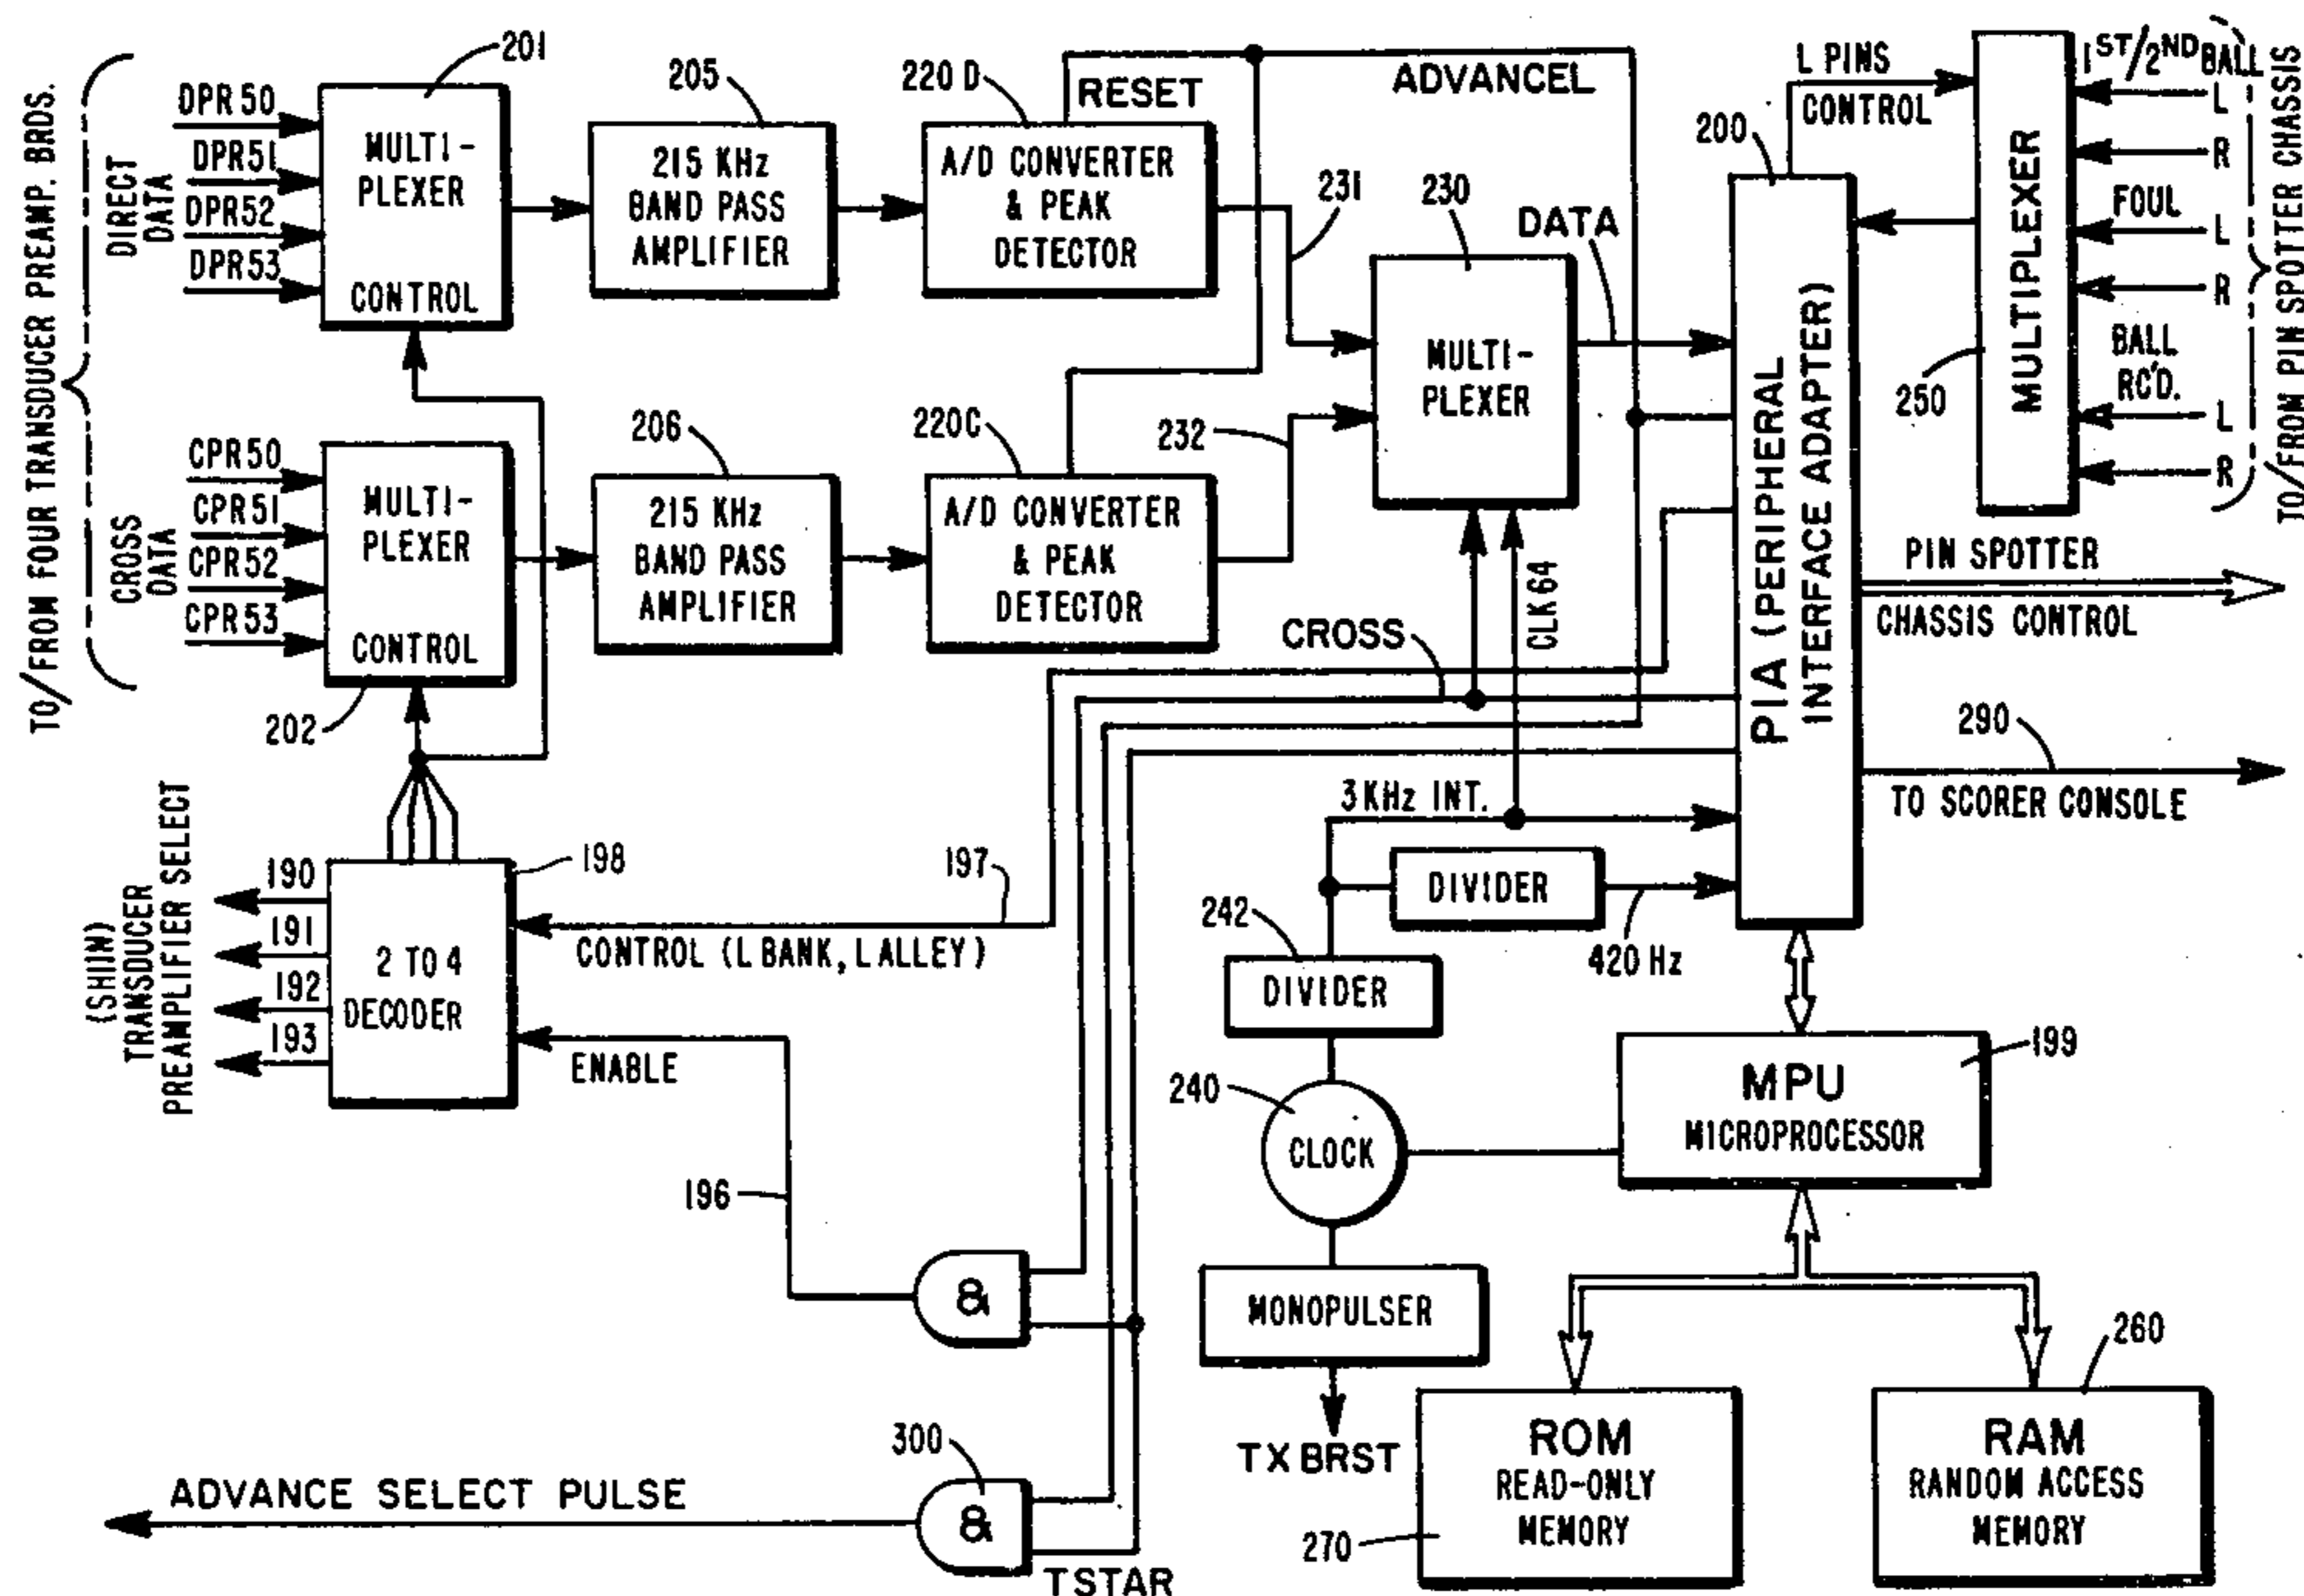 TO/FROM FOUR TRANSDUCER PREAMP. BRDS.
DIRECT
DATA
DPR 50
DPR51
DPR52
DPR53
201
MULTI-
PLEXER
CONTROL
205
215 KHz
BAND PASS
AMPLIFIER
220 D
RESET
A/D CONVERTER
& PEAK
DETECTOR
ADVANCEL
231
230
DATA
MULTI-
PLEXER
200
PIA (PERIPHERAL
INTERFACE ADAPTER)
L PINS
CONTROL
MULTIPLEXER
250
1ST/2ND BALL
L
R
FOUL
L
R
BALL
RC'D.
L
R
TO/FROM PIN SPOTTER CHASSIS
CROSS
DATA
CPR50
CPR51
CPR52
CPR53
MULTI-
PLEXER
CONTROL
202
206
215 KHz
BAND PASS
AMPLIFIER
220C
A/D CONVERTER
& PEAK
DETECTOR
232
CROSS
CLK64
PIN SPOTTER
CHASSIS CONTROL
290
TO SCORER CONSOLE
(SHIJN)
TRANSDUCER
PREAMPLIFIER SELECT
190
191
192
193
198
2 TO 4
DECODER
197
CONTROL (L BANK, L ALLEY)
ENABLE
196
3KHz INT.
DIVIDER
420 Hz
242
DIVIDER
240
CLOCK
MONOPULSER
TX BRST
MPU
MICROPROCESSOR
199
&
300
&
TSTAR
ADVANCE SELECT PULSE
ROM
READ-ONLY
MEMORY
270
260
RAM
RANDOM ACCESS
MEMORY